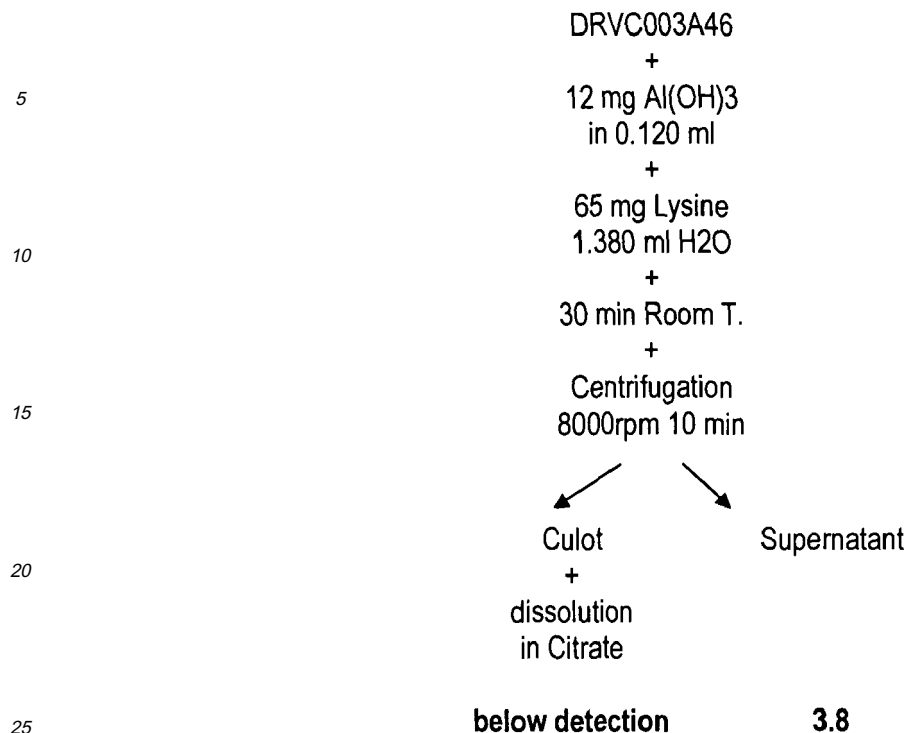 DRVC003A46
+
5
12 mg Al(OH)3
in 0.120 ml
+
65 mg Lysine
10
1.380 ml H2O
+
30 min Room T.
+
Centrifugation
15
8000rpm 10 min
Culot Supernatant
20
+
dissolution
in Citrate
25
below detection 3.8